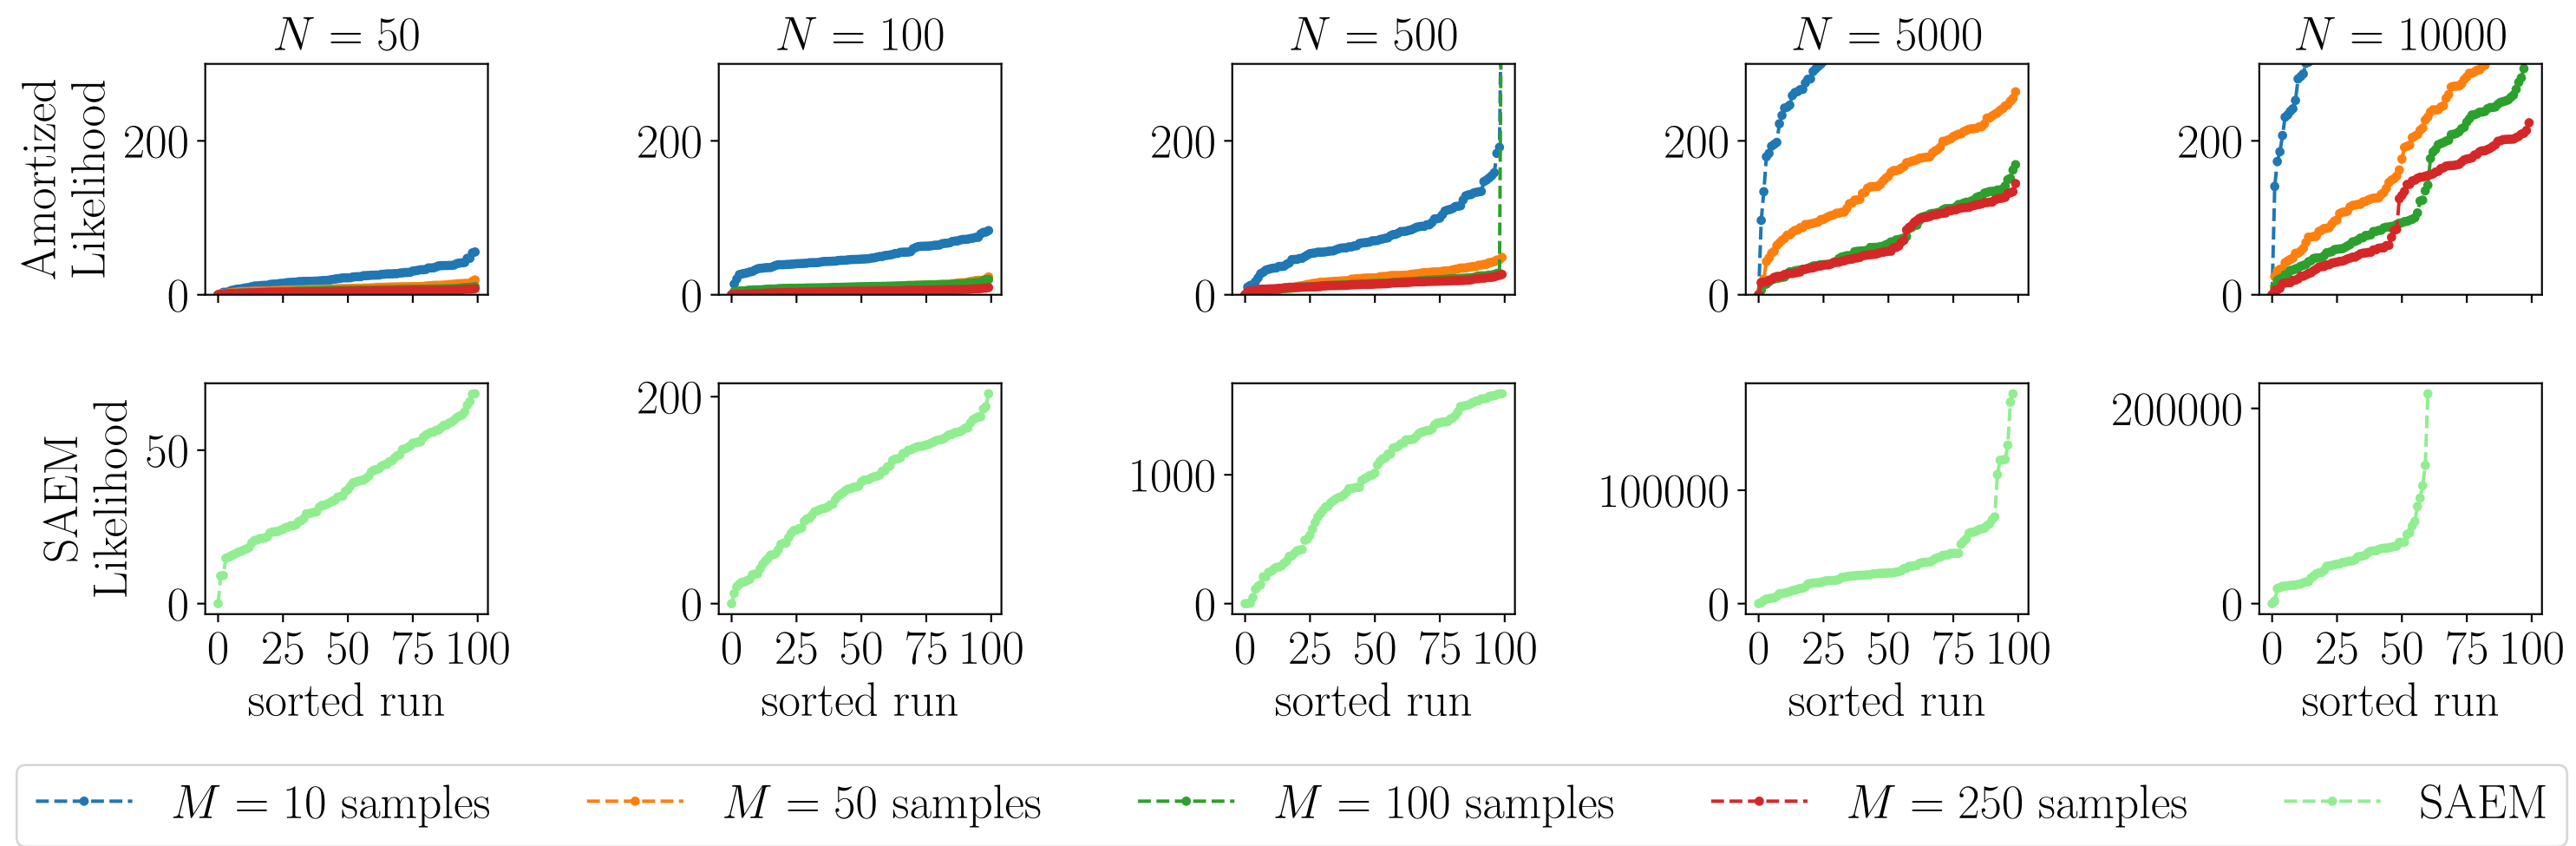 N = 50
N = 100
N = 500
N = 5000
N = 10000
Amortized
Likelihood
200
0
200
0
200
0
200
0
200
0
SAEM
Likelihood
50
0
200
0
1000
0
100000
0
200000
0
0 25 50 75 100
0 25 50 75 100
0 25 50 75 100
0 25 50 75 100
0 25 50 75 100
sorted run
sorted run
sorted run
sorted run
sorted run
M = 10 samples
M = 50 samples
M = 100 samples
M = 250 samples
SAEM